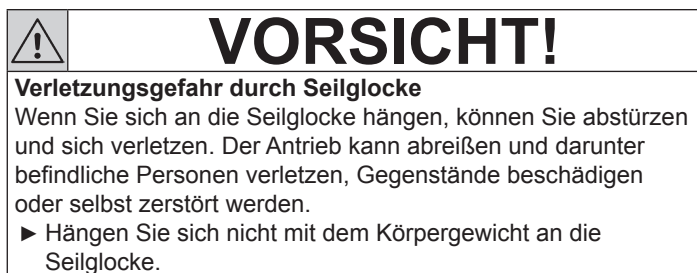 VORSICHT!
Verletzungsgefahr durch Seilglocke
Wenn Sie sich an die Seilglocke hängen, können Sie abstürzen
und sich verletzen. Der Antrieb kann abreißen und darunter
befindliche Personen verletzen, Gegenstände beschädigen
oder selbst zerstört werden.
► Hängen Sie sich nicht mit dem Körpergewicht an die
Seilglocke.